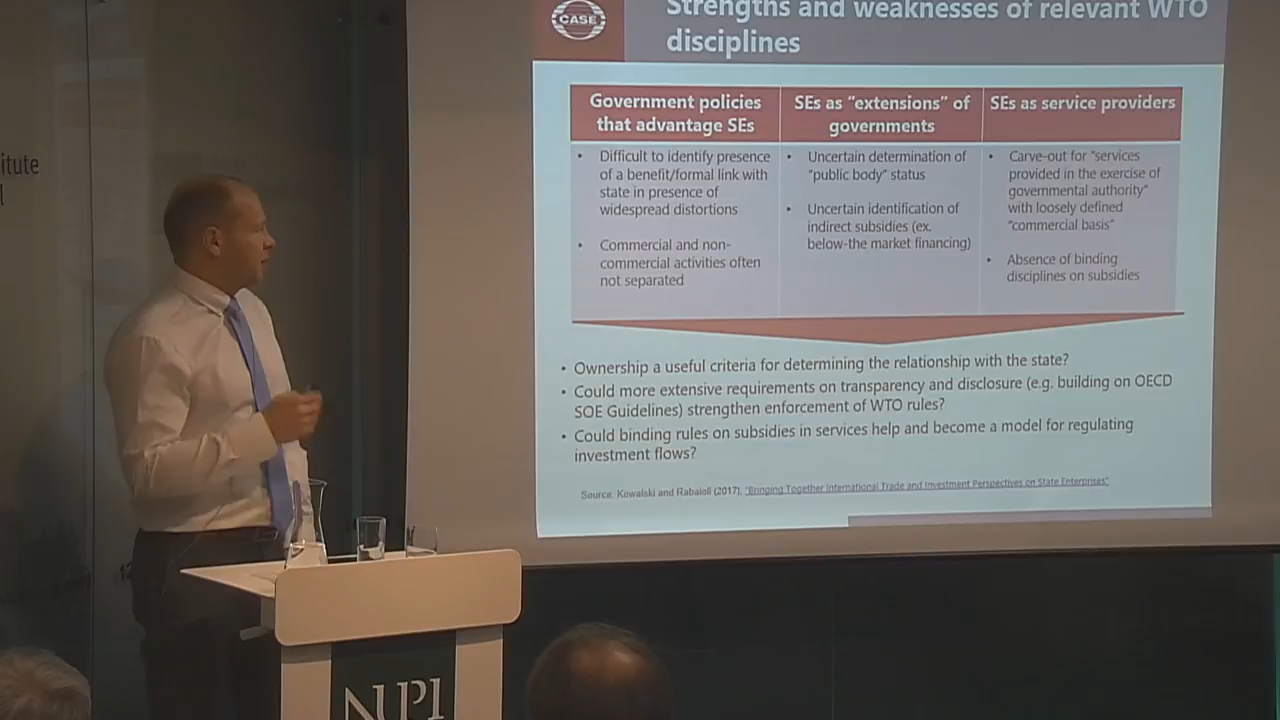 CASE
Strengths and weaknesses of relevant WTO
disciplines
Government policies
that advantage SEs
SEs as "extensions" of
governments
SEs as service providers
• Difficult to identify presence
of a benefit/formal link with
state in presence of
widespread distortions
• Commercial and non-
commercial activities often
not separated
• Uncertain determination of
"public body" status
• Uncertain identification of
indirect subsidies (ex.
below-the market financing)
• Carve-out for "services
provided in the exercise of
governmental authority"
with loosely defined
"commercial basis"
• Absence of binding
disciplines on subsidies
• Ownership a useful criteria for determining the relationship with the state?
• Could more extensive requirements on transparency and disclosure (e.g. building on OECD
SOE Guidelines) strengthen enforcement of WTO rules?
• Could binding rules on subsidies in services help and become a model for regulating
investment flows?
Source: Kowalski and Rabaioli (2017), "Bringing Together International Trade and Investment Perspectives on State Enterprises"
itute
l
NUPI